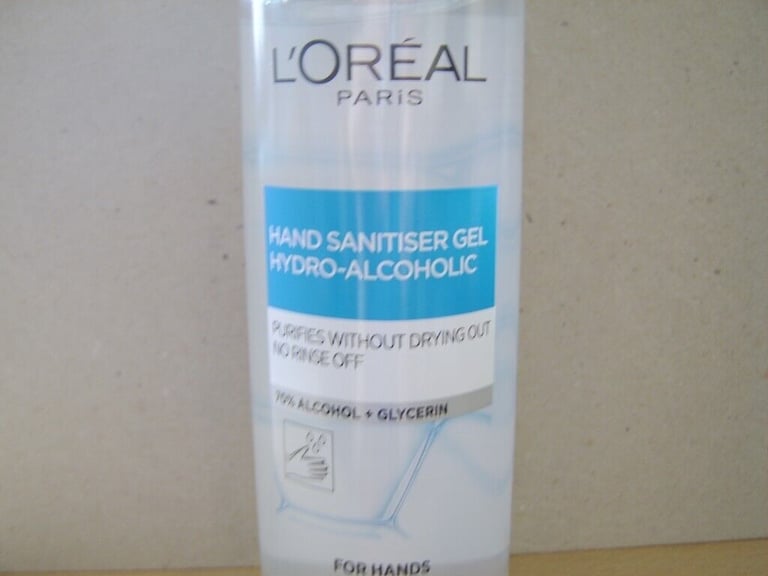 L'ORÉAL
PARiS
HAND SANITISER GEL
HYDRO-ALCOHOLIC
PURIFIES WITHOUT DRYING OUT
NO RINSE OFF
70% ALCOHOL + GLYCERIN
FOR HANDS